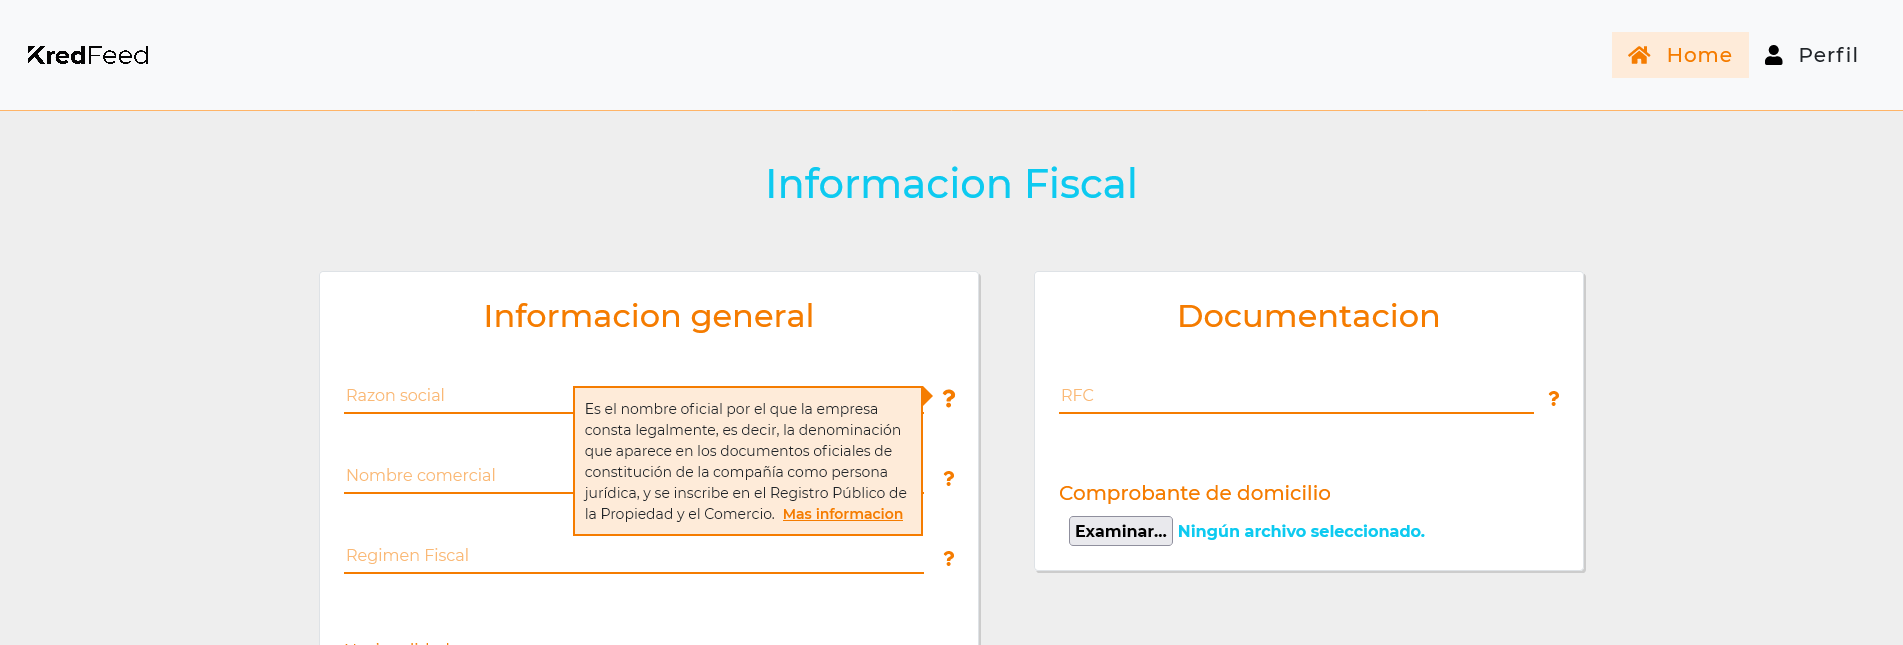 KredFeed
Home
Perfil
Informacion Fiscal
Informacion general
Razon social
?
Es el nombre oficial por el que la empresa
consta legalmente, es decir, la denominación
que aparece en los documentos oficiales de
constitución de la compañía como persona
jurídica, y se inscribe en el Registro Público de
la Propiedad y el Comercio. Mas informacion
Nombre comercial
?
Regimen Fiscal
?
Documentacion
RFC
?
Comprobante de domicilio
Examinar... Ningún archivo seleccionado.